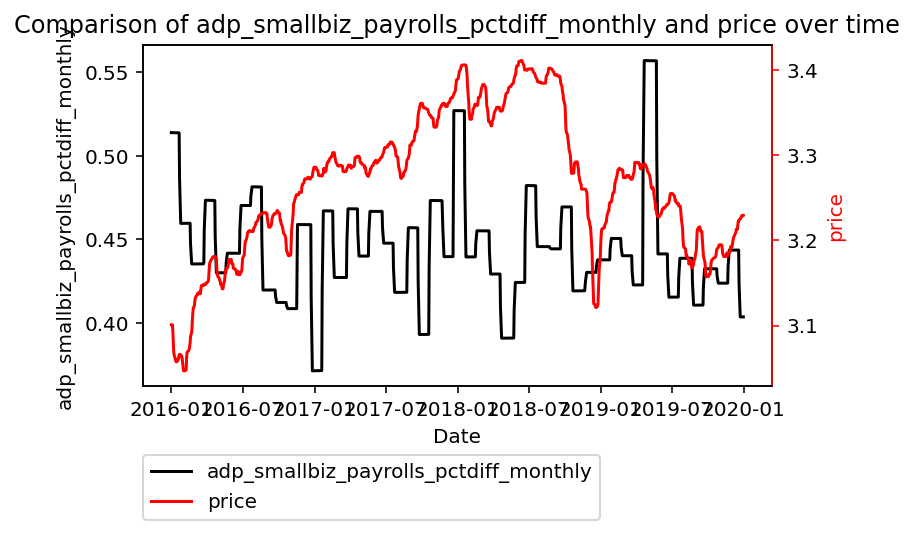 Comparison of adp_smallbiz_payrolls_pctdiff_monthly and price over time
adp_smallbiz_payrolls_pctdiff_monthly
0.55
0.50
0.45
0.40
3.4
3.3
3.2
3.1
price
2016-01
2016-07
2017-01
2017-07
2018-01
2018-07
2019-01
2019-07
2020-01
Date
adp_smallbiz_payrolls_pctdiff_monthly
price